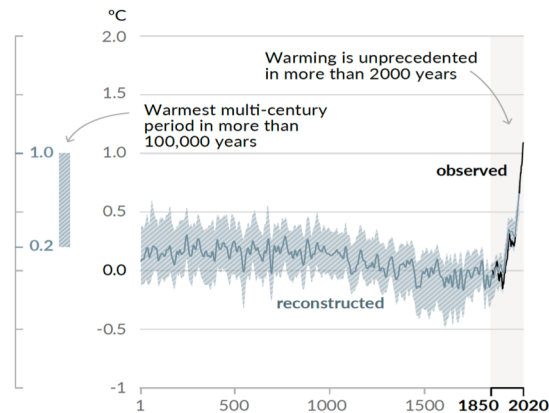 °C
2.0
Warming is unprecedented
in more than 2000 years
1.5
Warmest multi-century
period in more than
100,000 years
1.0
1.0
observed
0.5
0.2
0.0
reconstructed
-0.5
-1
1 500 1000 1500 1850 2020